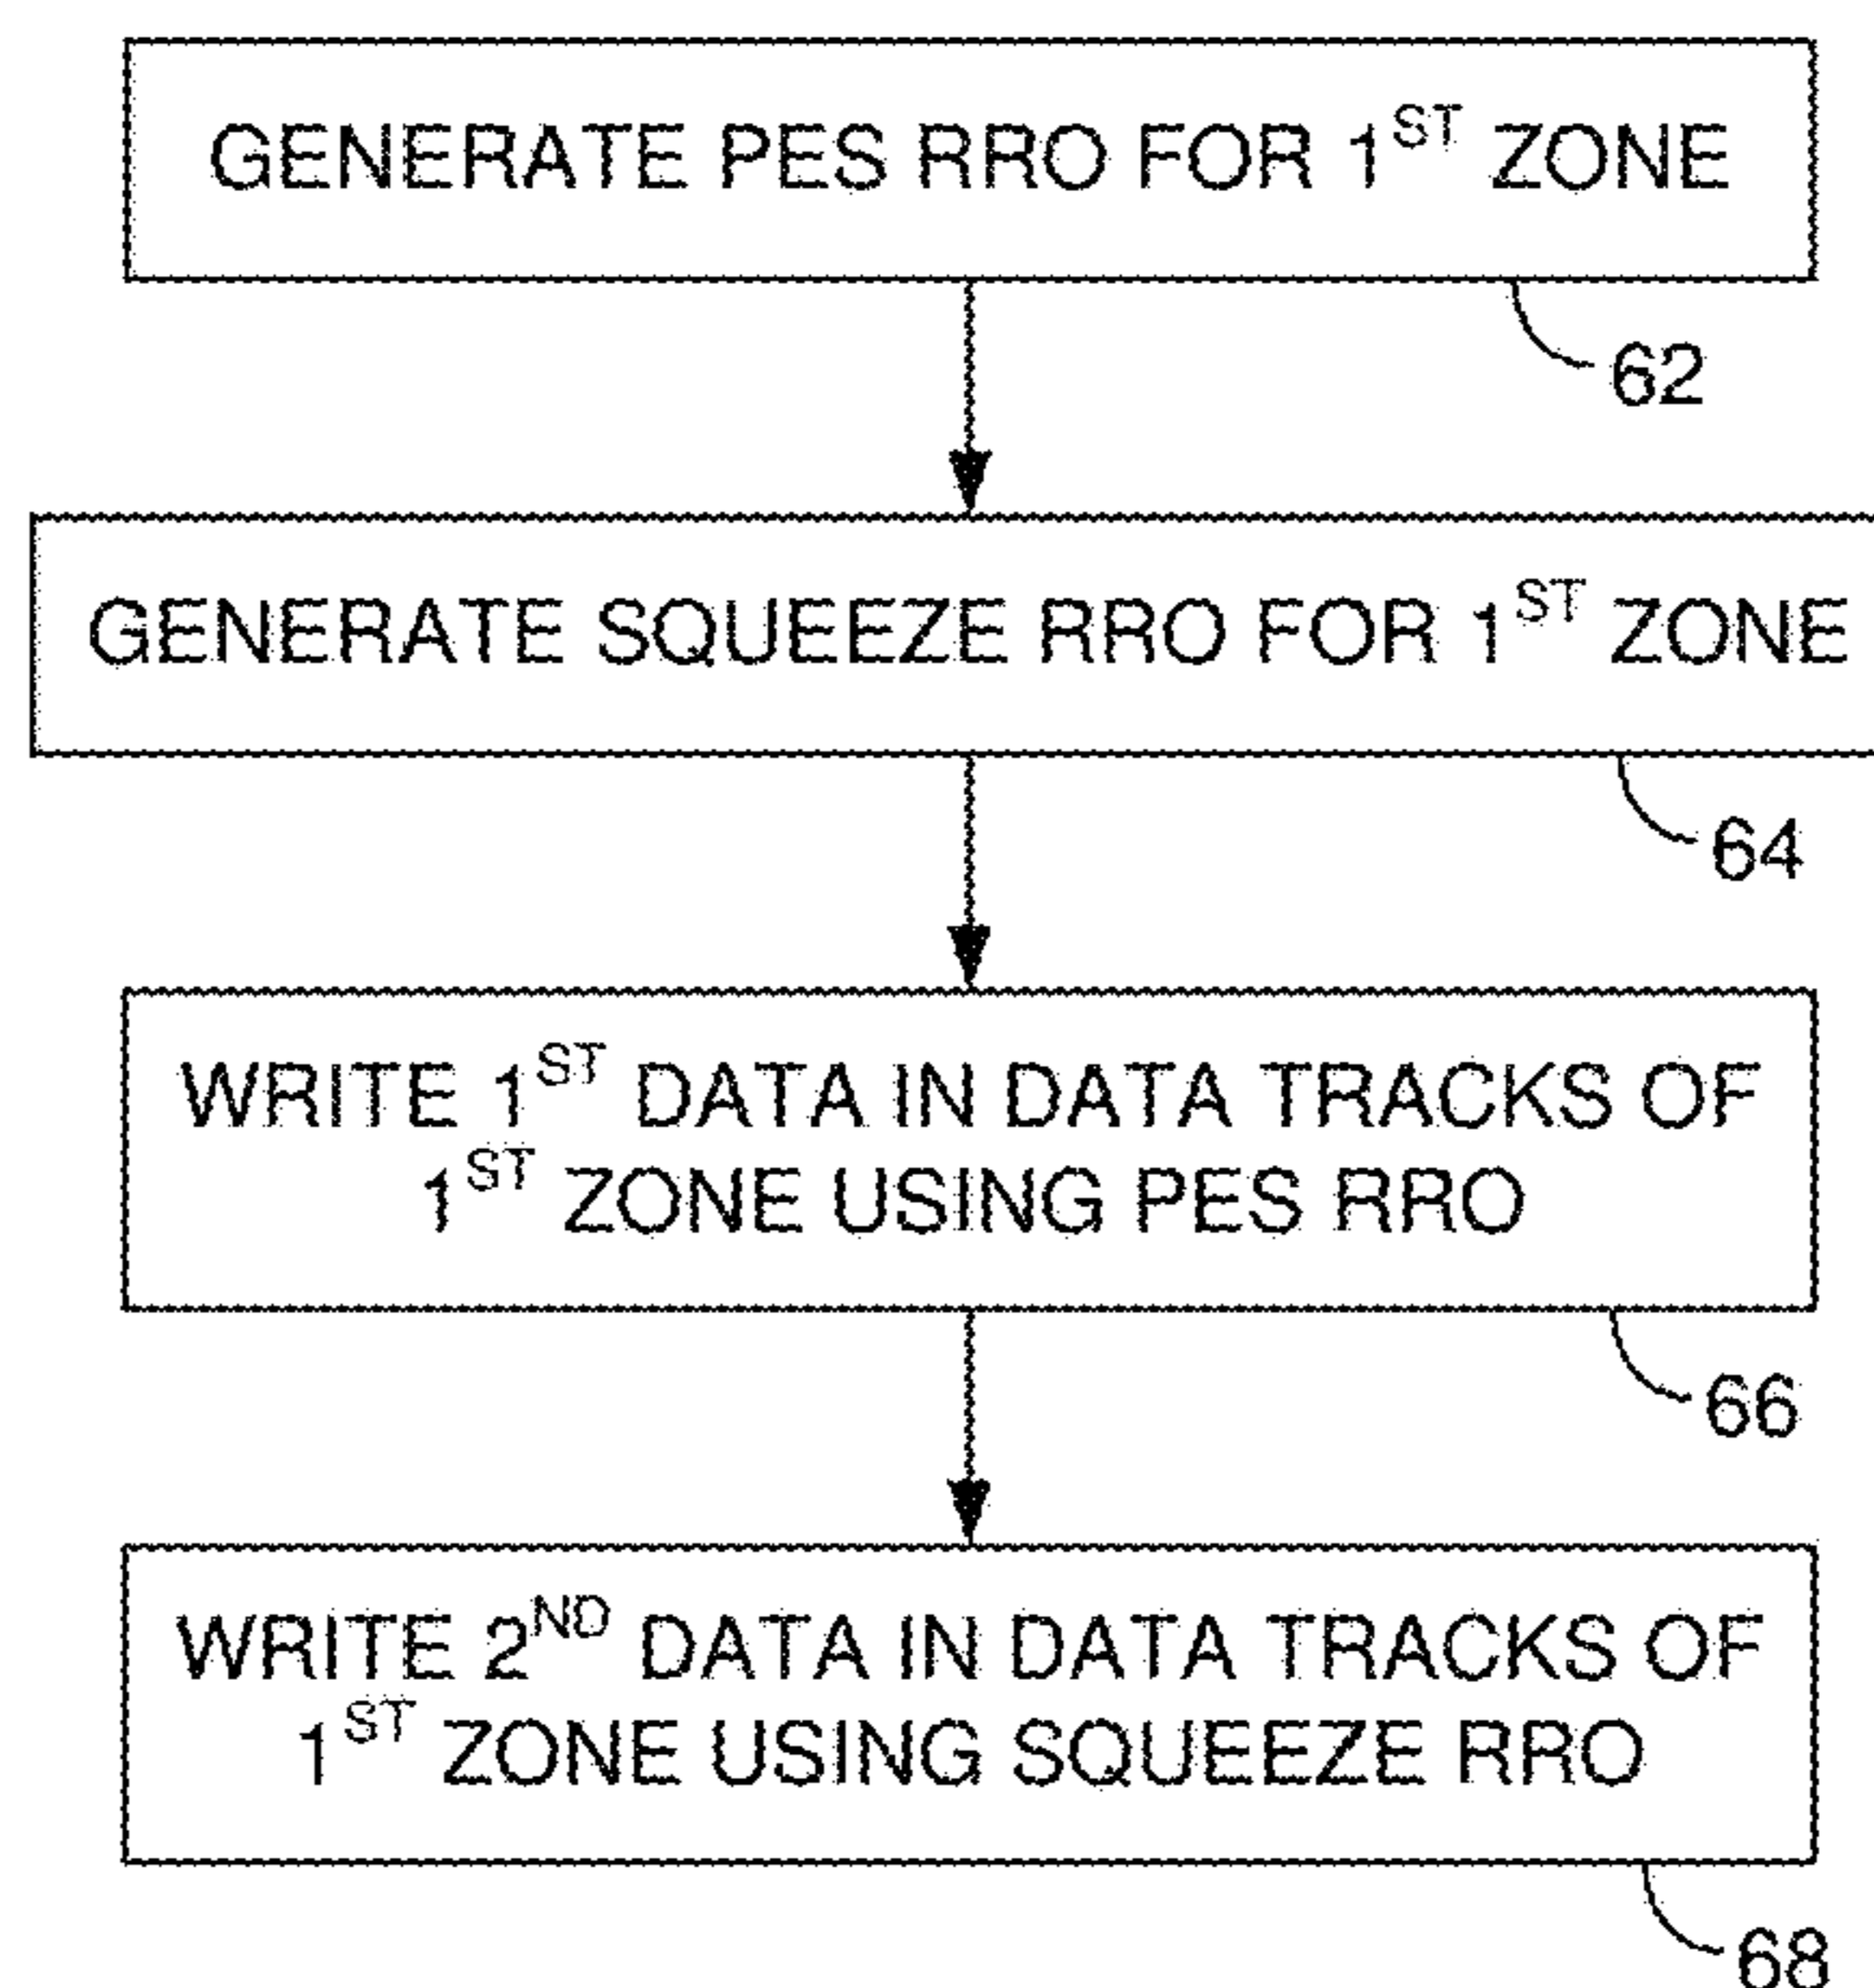 GENERATE PES RRO FOR 1ST ZONE
62
GENERATE SQUEEZE RRO FOR 1ST ZONE
64
WRITE 1ST DATA IN DATA TRACKS OF
1ST ZONE USING PES RRO
66
WRITE 2ND DATA IN DATA TRACKS OF
1ST ZONE USING SQUEEZE RRO
68